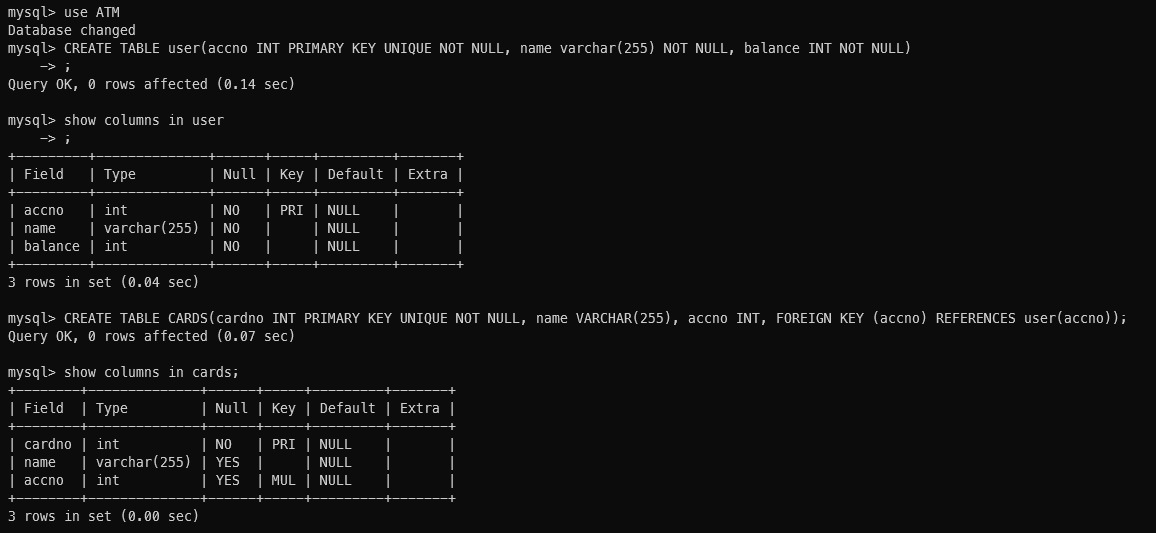 mysql> use ATM
Database changed
mysql> CREATE TABLE user(accno INT PRIMARY KEY UNIQUE NOT NULL, name varchar(255) NOT NULL, balance INT NOT NULL)
    -> ;
Query OK, 0 rows affected (0.14 sec)

mysql> show columns in user
    -> ;
+---------+--------------+------+-----+---------+-------+
| Field   | Type         | Null | Key | Default | Extra |
+---------+--------------+------+-----+---------+-------+
| accno   | int          | NO   | PRI | NULL    |       |
| name    | varchar(255) | NO   |     | NULL    |       |
| balance | int          | NO   |     | NULL    |       |
+---------+--------------+------+-----+---------+-------+
3 rows in set (0.04 sec)

mysql> CREATE TABLE CARDS(cardno INT PRIMARY KEY UNIQUE NOT NULL, name VARCHAR(255), accno INT, FOREIGN KEY (accno) REFERENCES user(accno));
Query OK, 0 rows affected (0.07 sec)

mysql> show columns in cards;
+--------+--------------+------+-----+---------+-------+
| Field  | Type         | Null | Key | Default | Extra |
+--------+--------------+------+-----+---------+-------+
| cardno | int          | NO   | PRI | NULL    |       |
| name   | varchar(255) | YES  |     | NULL    |       |
| accno  | int          | YES  | MUL | NULL    |       |
+--------+--------------+------+-----+---------+-------+
3 rows in set (0.00 sec)